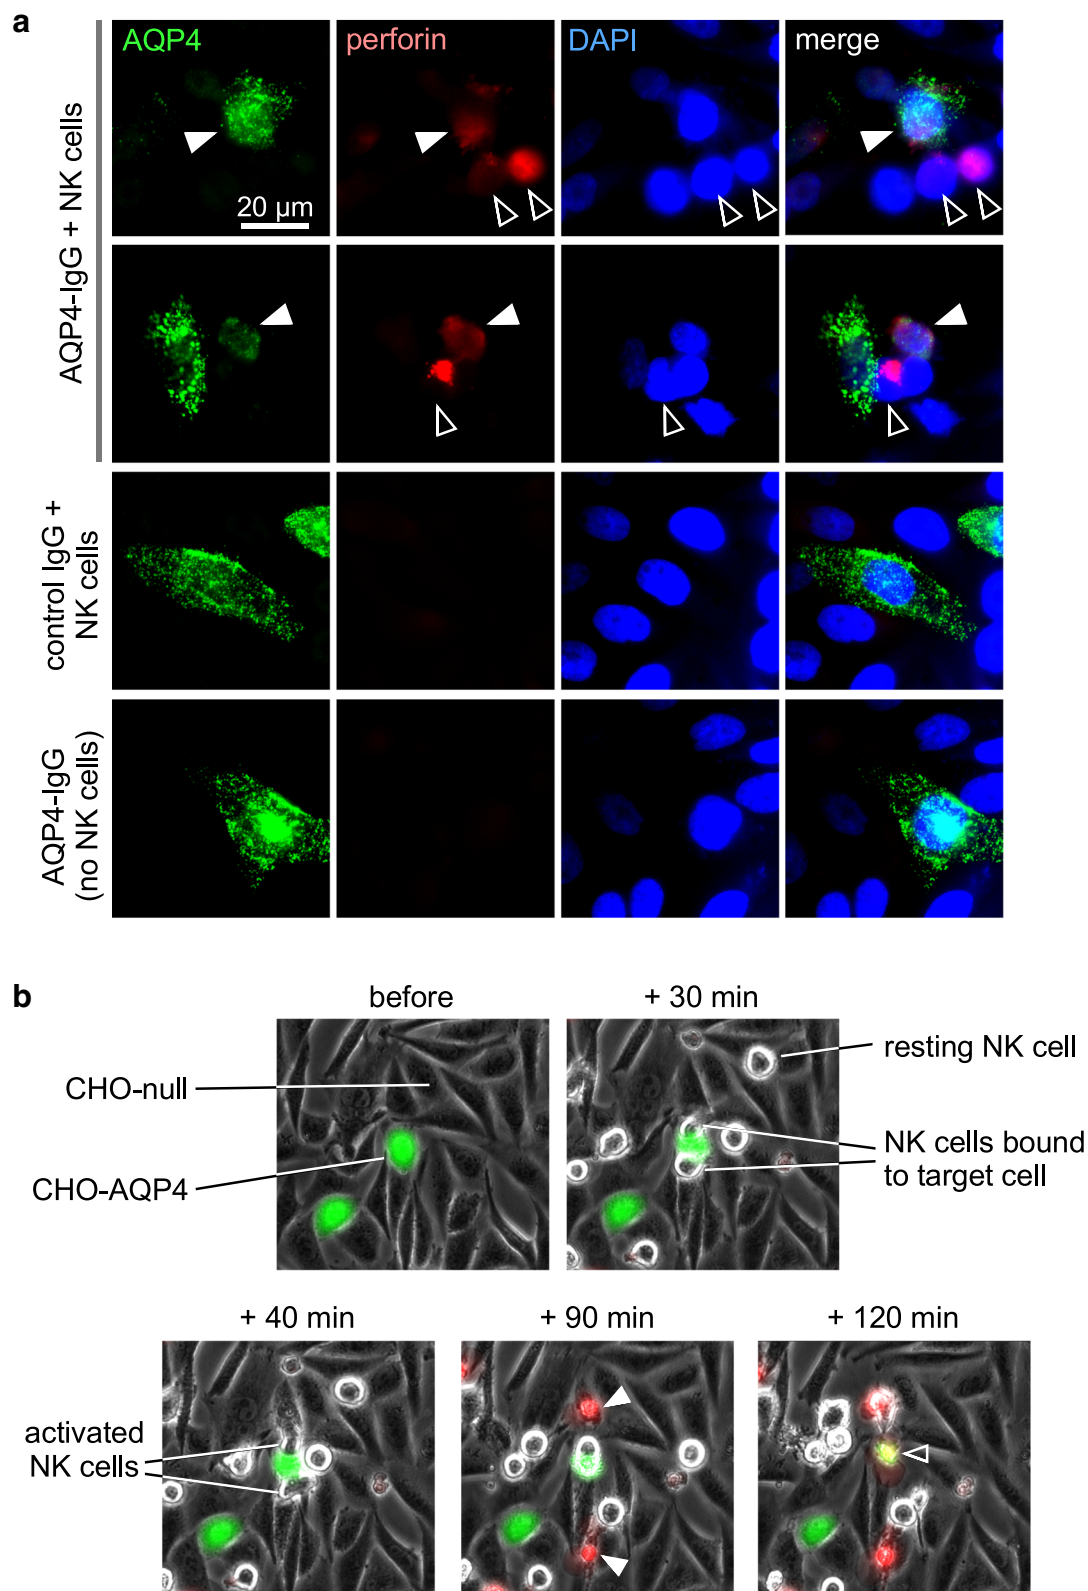 a
AQP4
perforin
DAPI
merge
20 µm
AQP4-IgG + NK cells
control IgG +
NK cells
AQP4-IgG
(no NK cells)
b
before
+ 30 min
CHO-null
CHO-AQP4
resting NK cell
NK cells bound
to target cell
+ 40 min
+ 90 min
+ 120 min
activated
NK cells